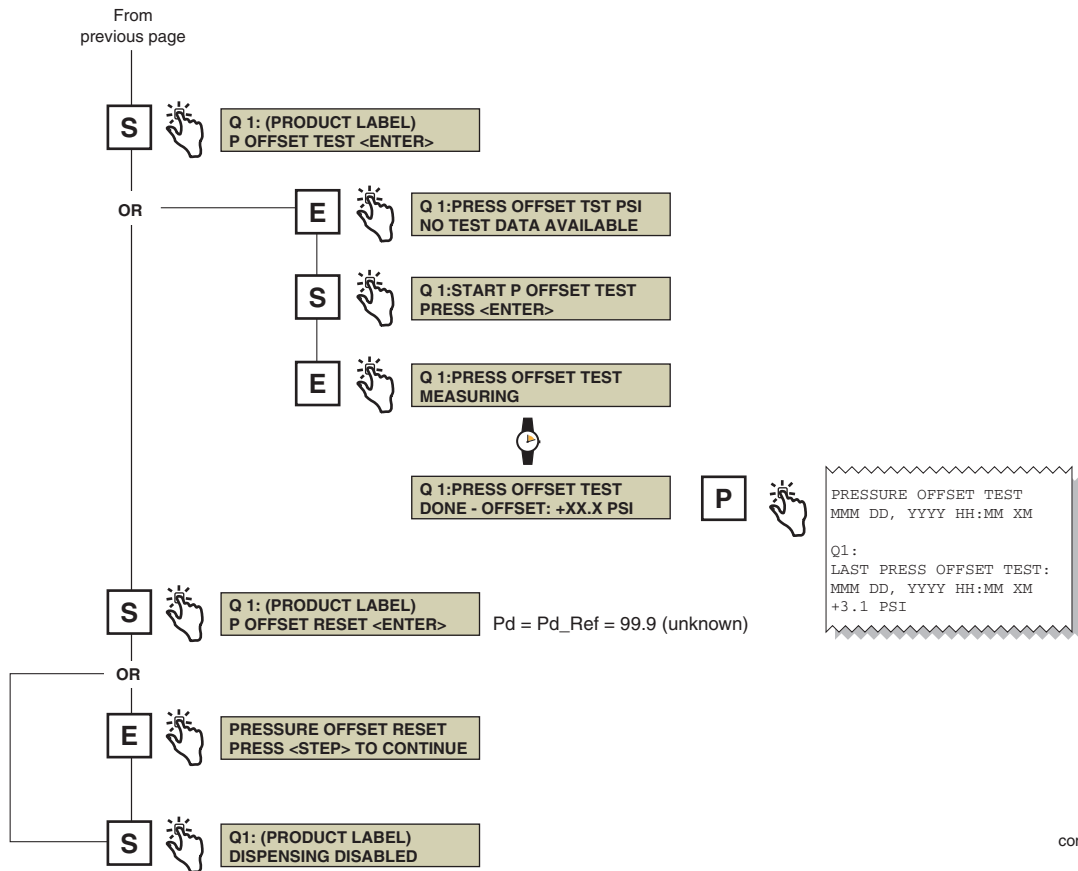 From
previous page
S
Q 1: (PRODUCT LABEL)
P OFFSET TEST <ENTER>
OR
E
Q 1:PRESS OFFSET TST PSI
NO TEST DATA AVAILABLE
S
Q 1:START P OFFSET TEST
PRESS <ENTER>
E
Q 1:PRESS OFFSET TEST
MEASURING
Q 1:PRESS OFFSET TEST
DONE - OFFSET: +XX.X PSI
P
PRESSURE OFFSET TEST
MMM DD, YYYY HH:MM XM
Q1:
LAST PRESS OFFSET TEST:
MMM DD, YYYY HH:MM XM
+3.1 PSI
S
Q 1: (PRODUCT LABEL)
P OFFSET RESET <ENTER>
Pd = Pd_Ref = 99.9 (unknown)
OR
E
PRESSURE OFFSET RESET
PRESS <STEP> TO CONTINUE
S
Q1: (PRODUCT LABEL)
DISPENSING DISABLED